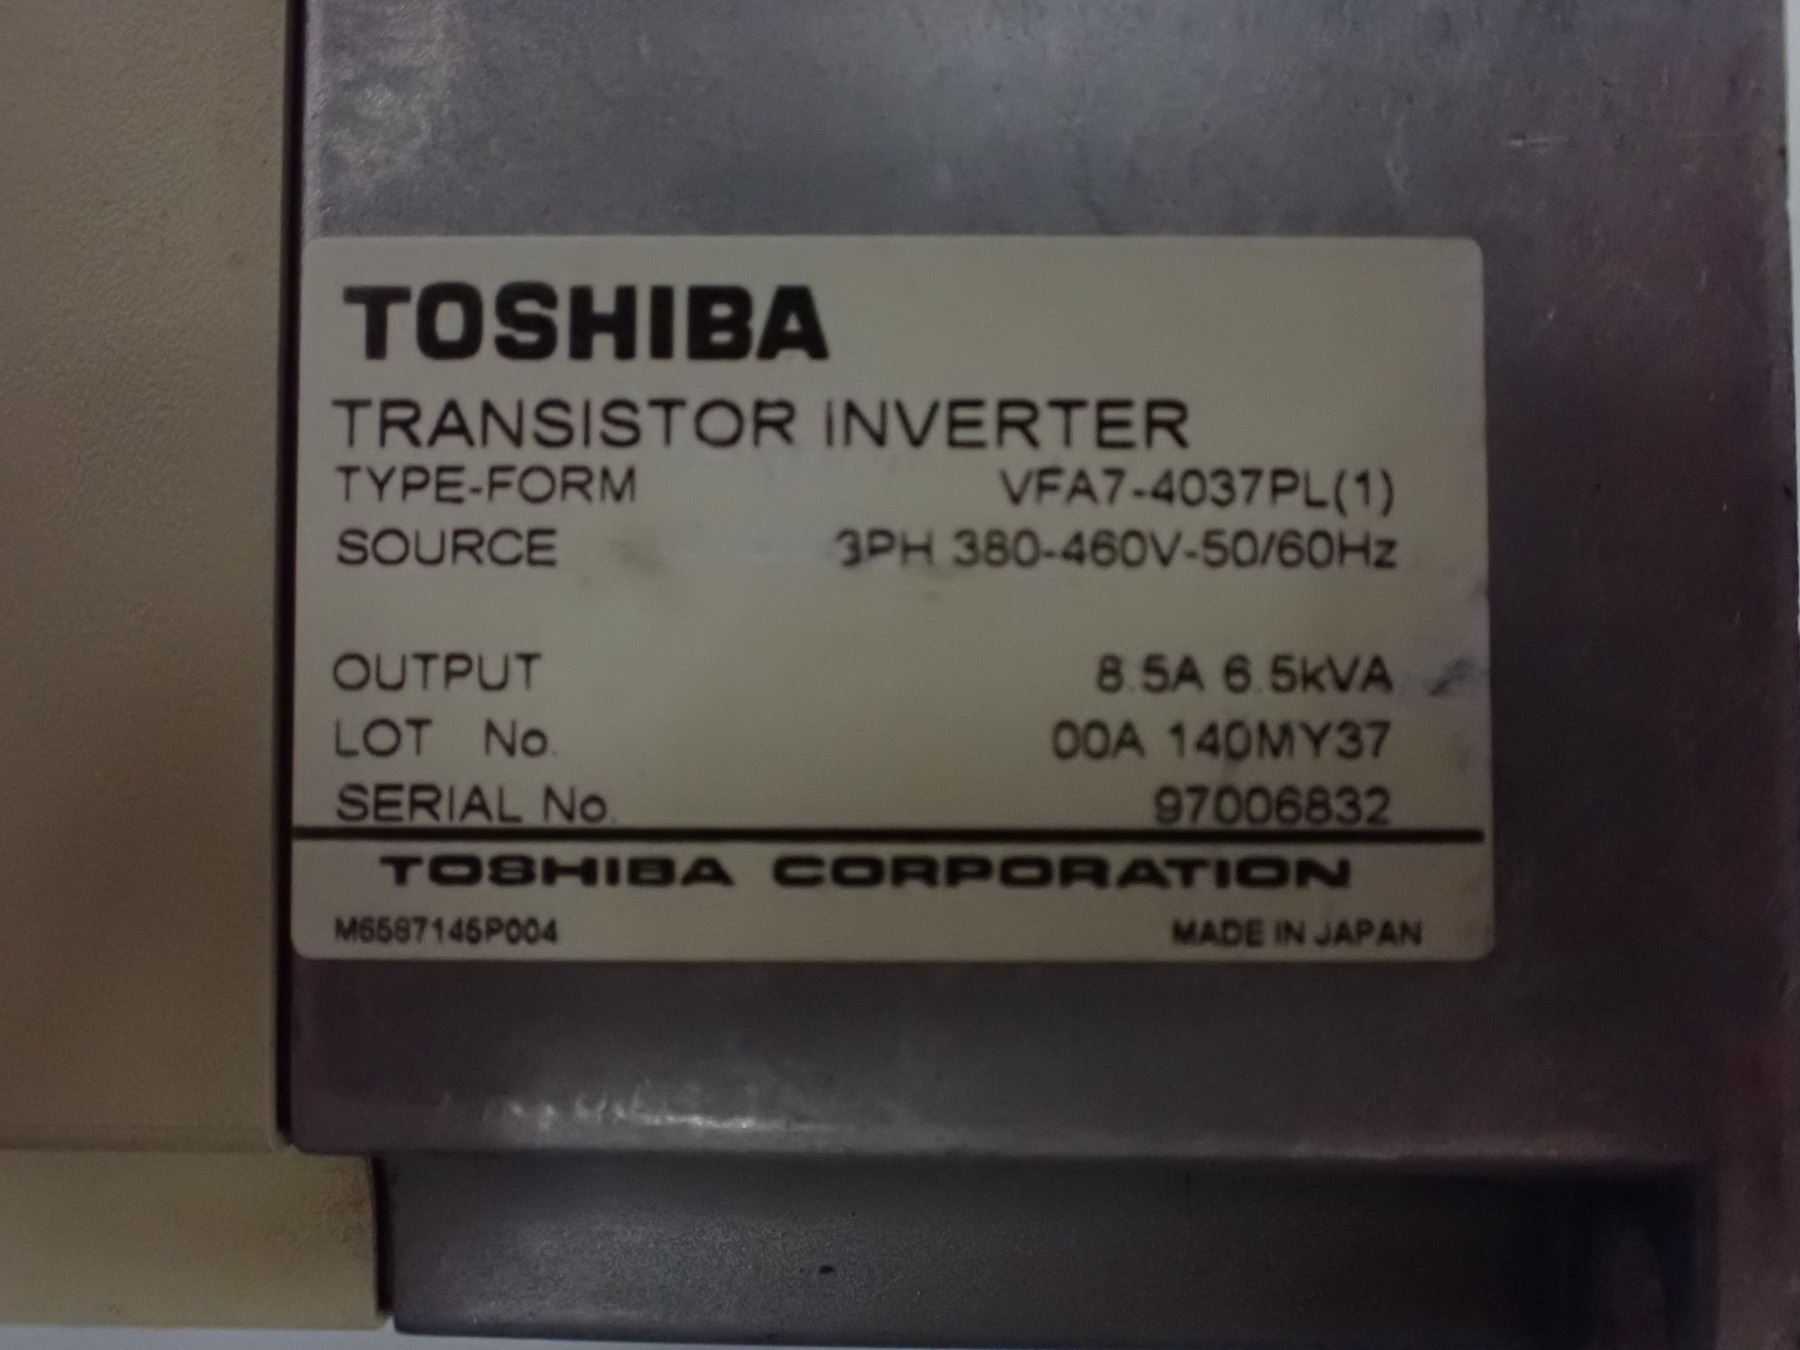 TOSHIBA
TRANSISTOR INVERTER
TYPE-FORM VFA7-4037PL(1)
SOURCE 3PH 380-460V-50/60Hz
OUTPUT 8.5A 6.5kVA
LOT No. 00A 140MY37
SERIAL No. 97006832
TOSHIBA CORPORATION
M6587145P004 MADE IN JAPAN